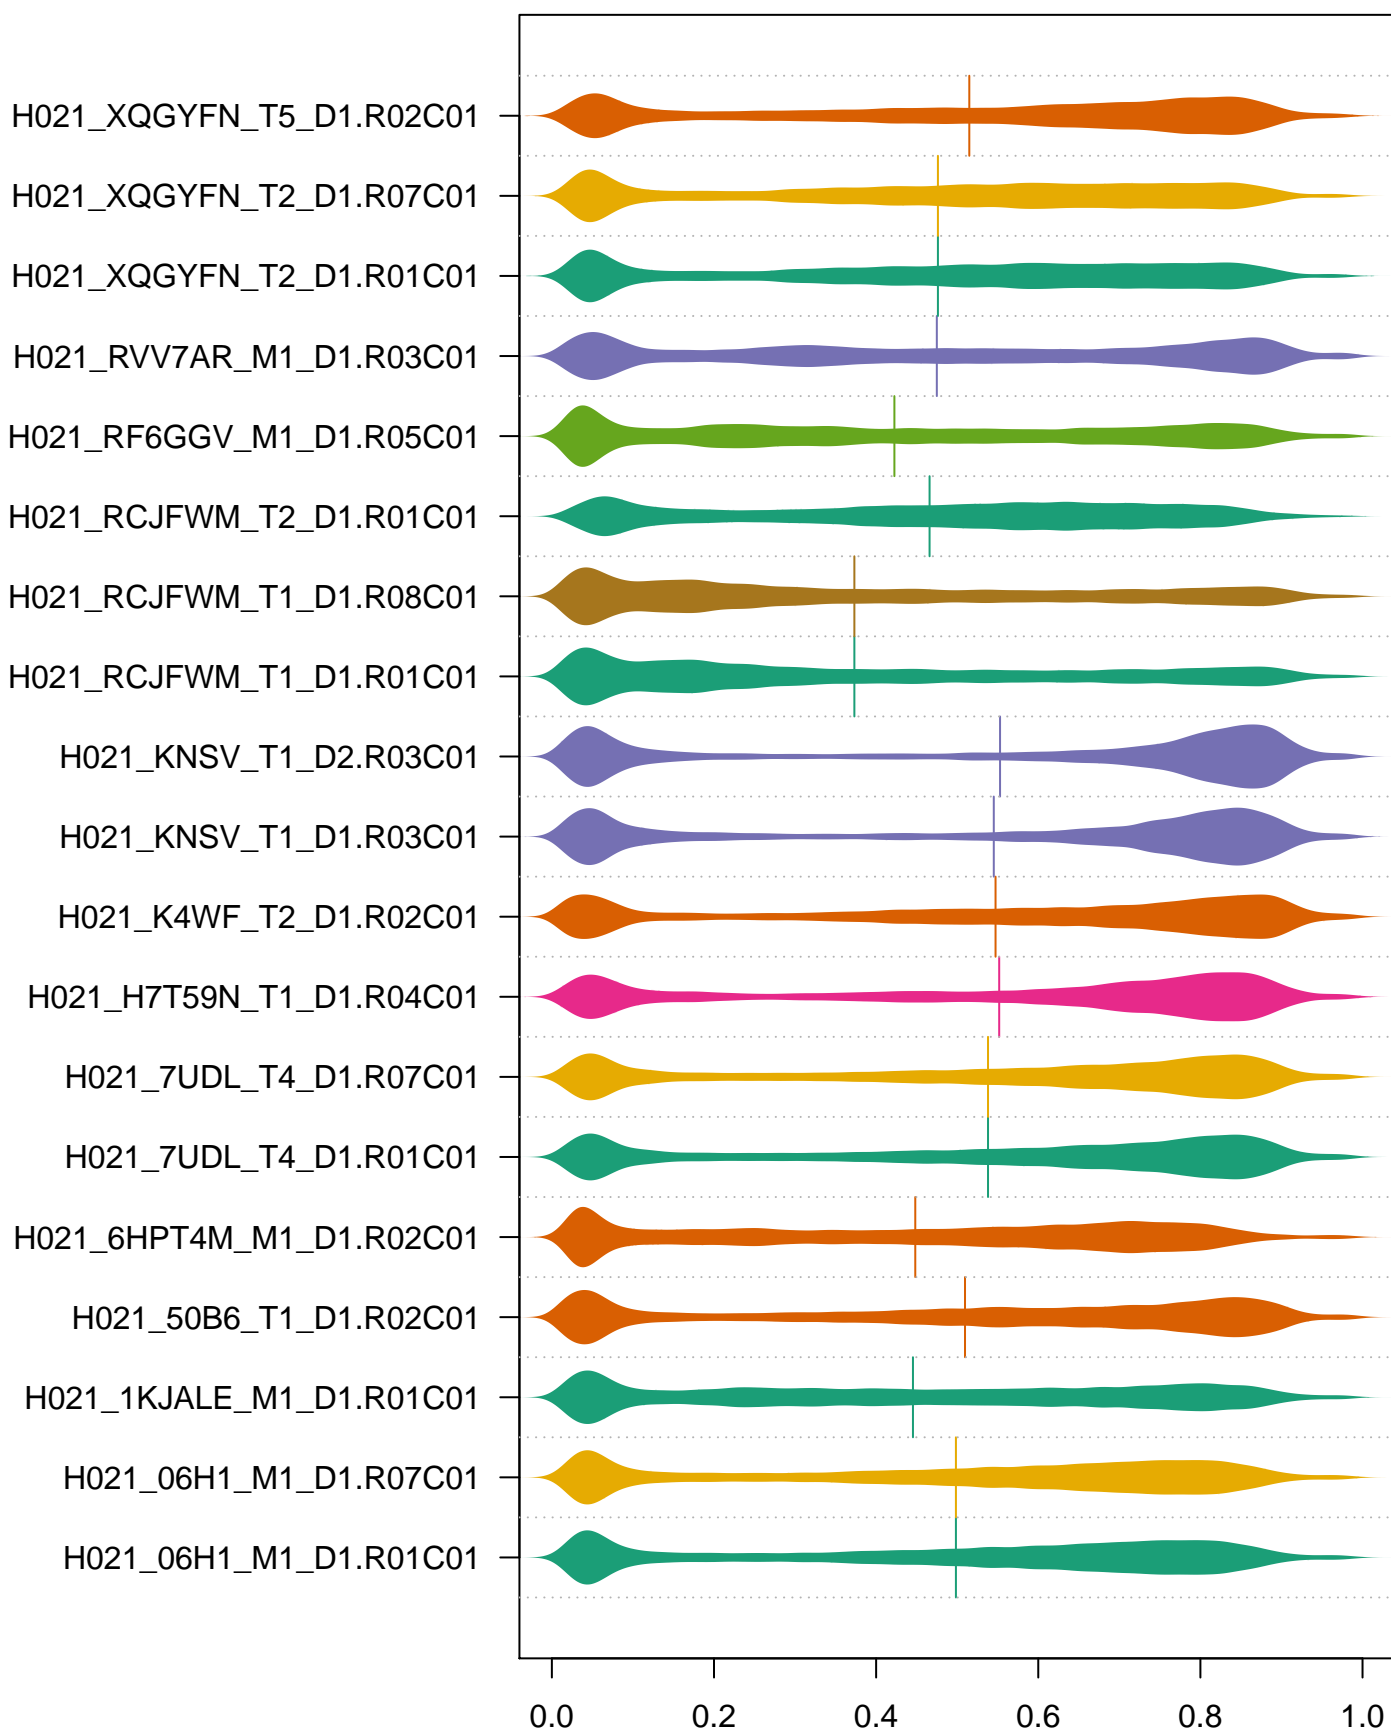 H021_XQGYFN_T5_D1.R02C01
H021_XQGYFN_T2_D1.R07C01
H021_XQGYFN_T2_D1.R01C01
H021_RVV7AR_M1_D1.R03C01
H021_RF6GGV_M1_D1.R05C01
H021_RCJFWM_T2_D1.R01C01
H021_RCJFWM_T1_D1.R08C01
H021_RCJFWM_T1_D1.R01C01
H021_KNSV_T1_D2.R03C01
H021_KNSV_T1_D1.R03C01
H021_K4WF_T2_D1.R02C01
H021_H7T59N_T1_D1.R04C01
H021_7UDL_T4_D1.R07C01
H021_7UDL_T4_D1.R01C01
H021_6HPT4M_M1_D1.R02C01
H021_50B6_T1_D1.R02C01
H021_1KJALE_M1_D1.R01C01
H021_06H1_M1_D1.R07C01
H021_06H1_M1_D1.R01C01
0.0 0.2 0.4 0.6 0.8 1.0